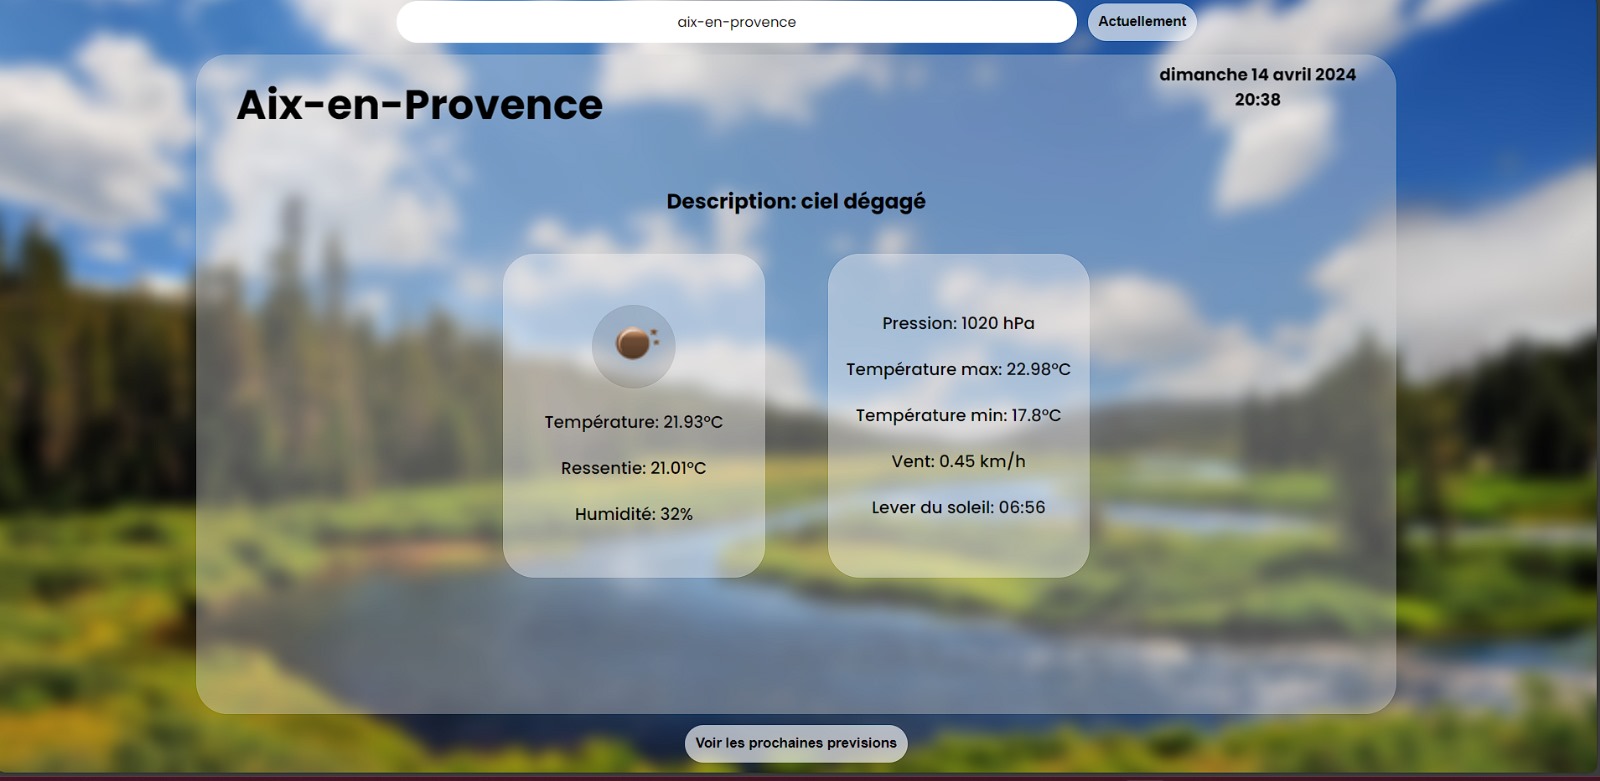 aix-en-provence
Actuellement
Aix-en-Provence
dimanche 14 avril 2024
20:38
Description: ciel dégagé
Température: 21.93°C
Ressentie: 21.01°C
Humidité: 32%
Pression: 1020 hPa
Température max: 22.98°C
Température min: 17.8°C
Vent: 0.45 km/h
Lever du soleil: 06:56
Voir les prochaines previsions